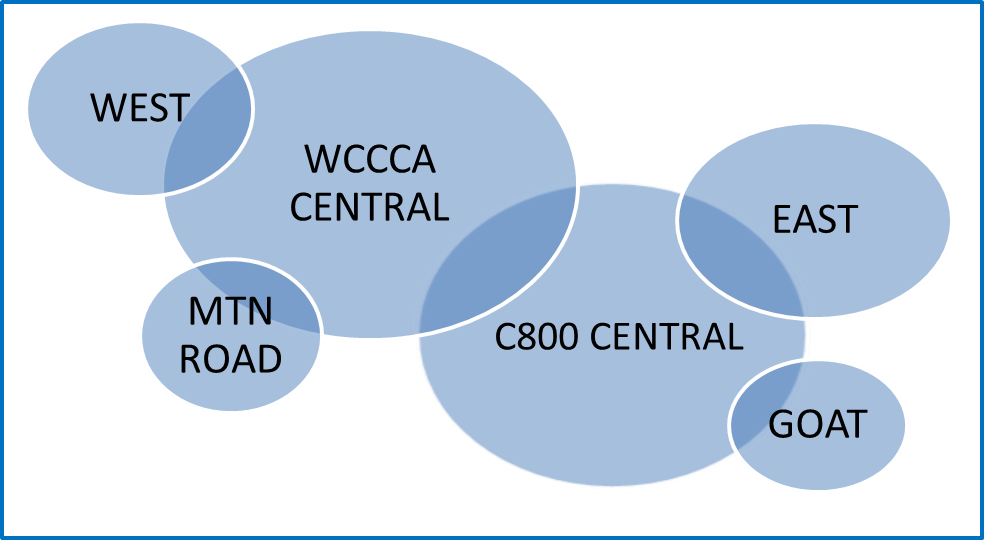 WEST
WCCCA
CENTRAL
EAST
MTN
ROAD
C800 CENTRAL
GOAT